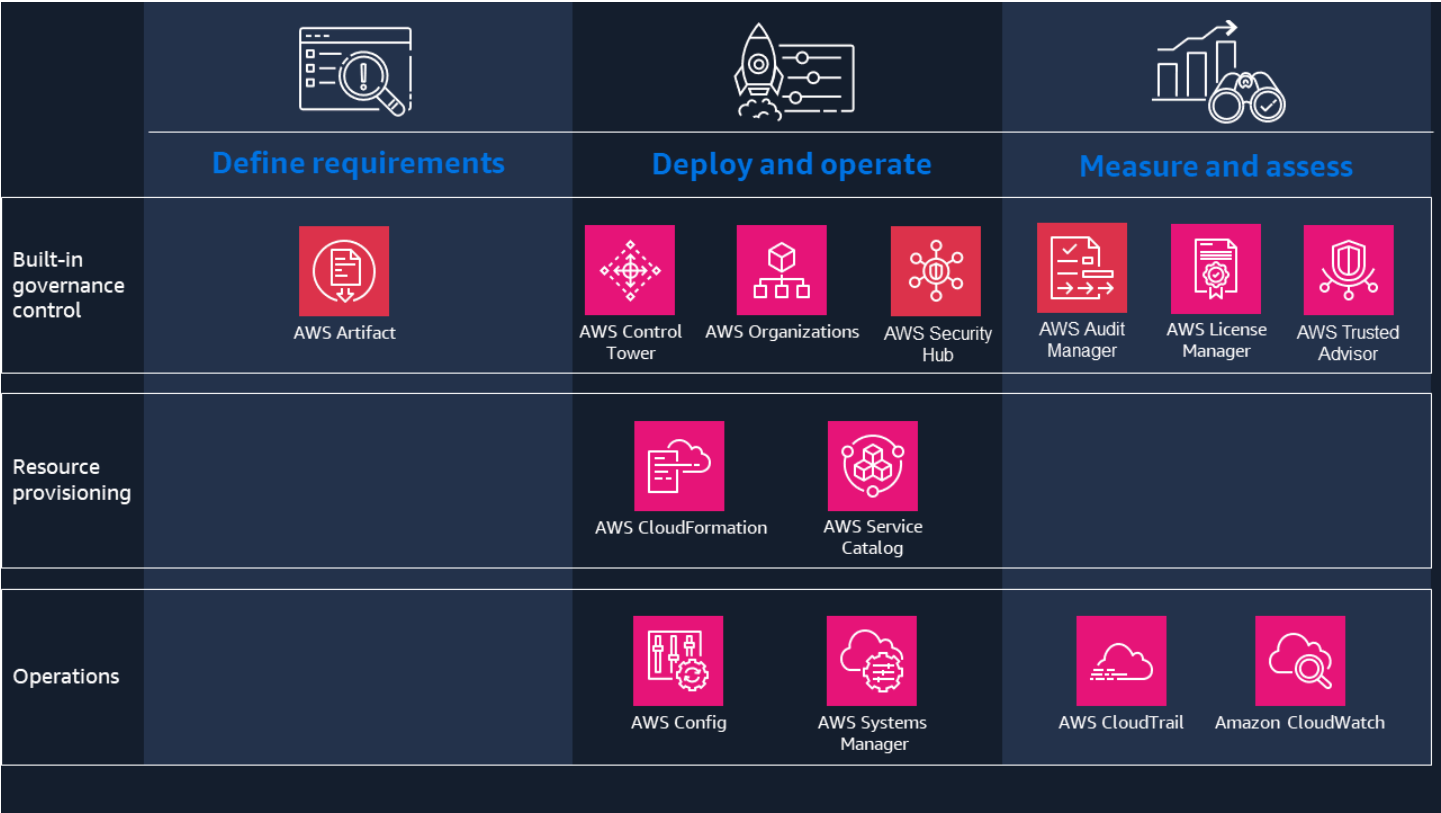 Define requirements
Deploy and operate
Measure and assess
Built-in
governance
control
AWS Artifact
AWS Control
Tower
AWS Organizations
AWS Security
Hub
AWS Audit
Manager
AWS License
Manager
AWS Trusted
Advisor
Resource
provisioning
AWS CloudFormation
AWS Service
Catalog
Operations
AWS Config
AWS Systems
Manager
AWS CloudTrail
Amazon CloudWatch